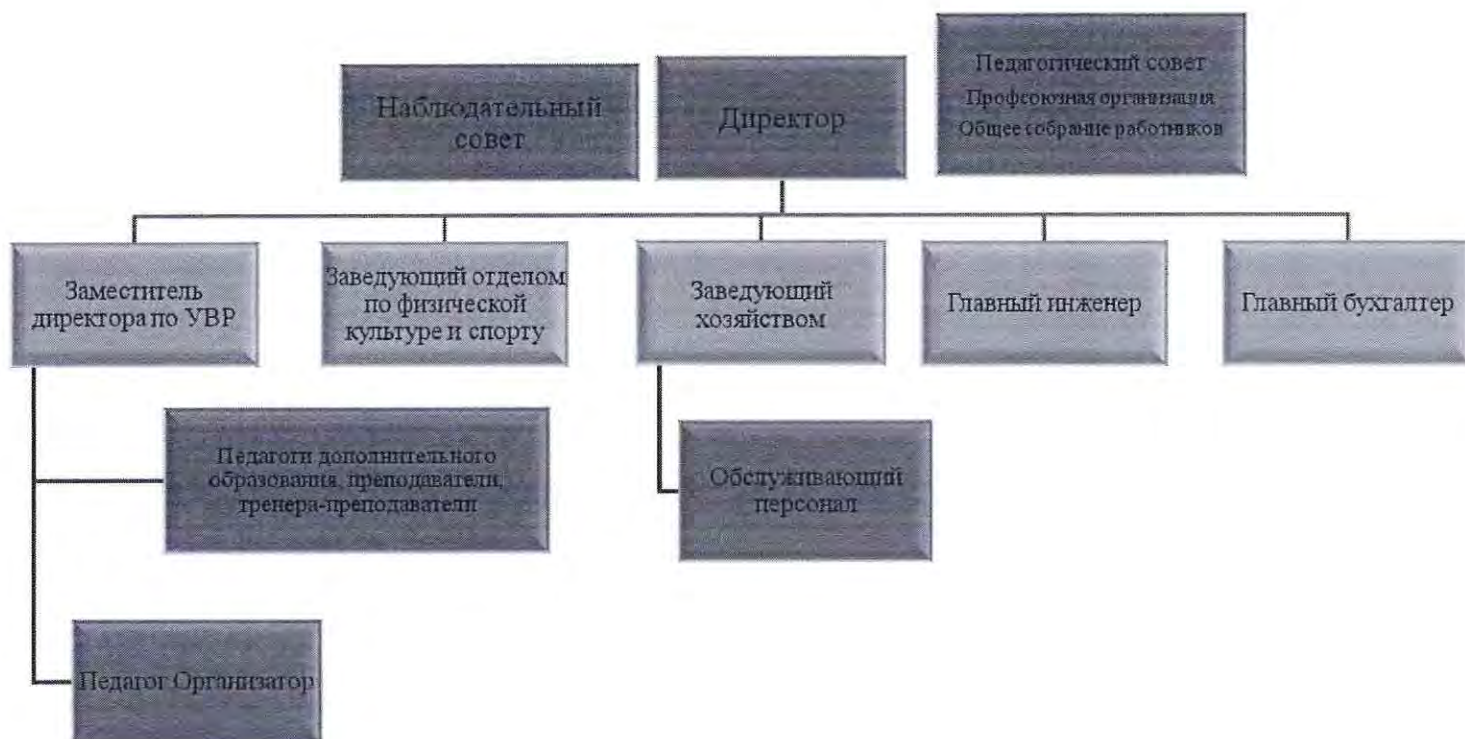 Наблюдательный
совет
Директор
Педагогический совет
Профсоюзная организация
Общее собрание работников
Заместитель
директора по УВР
Заведующий отделом
по физической
культуре и спорту
Заведующий
хозяйством
Главный инженер
Главный бухгалтер
Педагоги дополнительного
образования, преподаватели,
тренера-преподаватели
Обслуживающий
персонал
Педагог Организатор